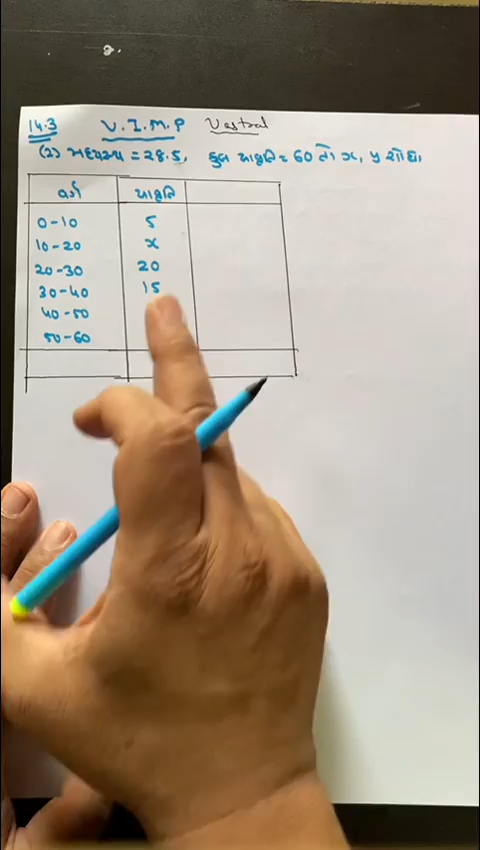 14.3 V.I.M.P Vastral
(2) મધ્યસ્થ = 28.5, કુલ આવૃત્તિ = 60 તો x, y શોધો.
વર્ગ આવૃત્તિ
0-10 5
10-20 x
20-30 20
30-40 15
40-50
50-60